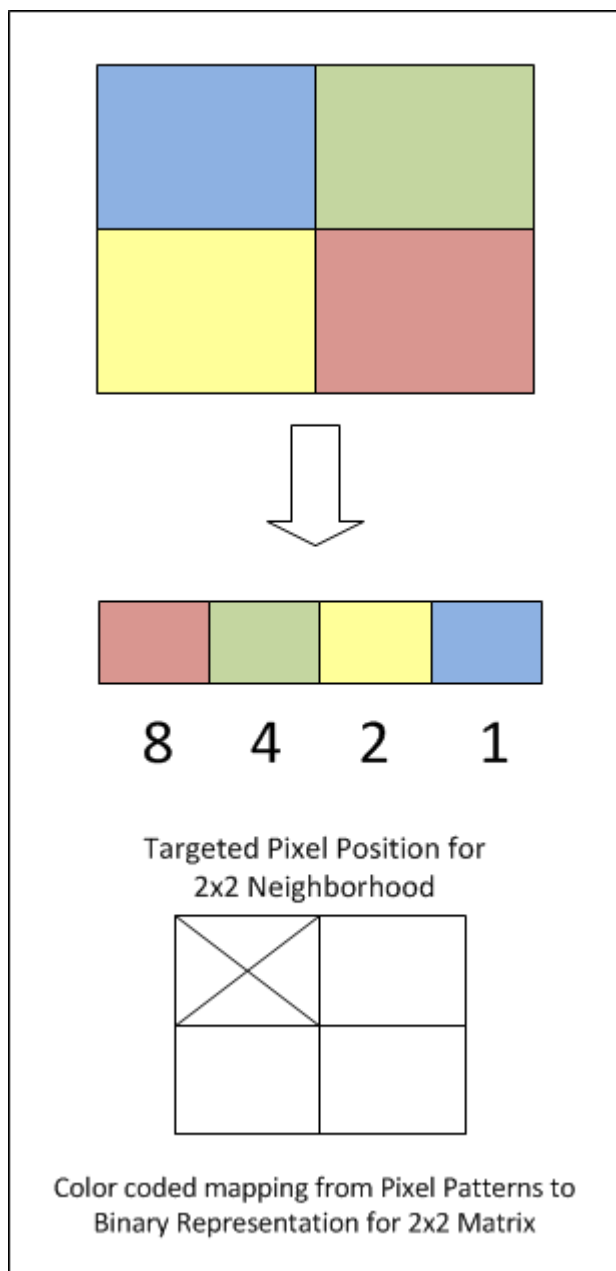 8 4 2 1
Targeted Pixel Position for
2x2 Neighborhood
Color coded mapping from Pixel Patterns to
Binary Representation for 2x2 Matrix